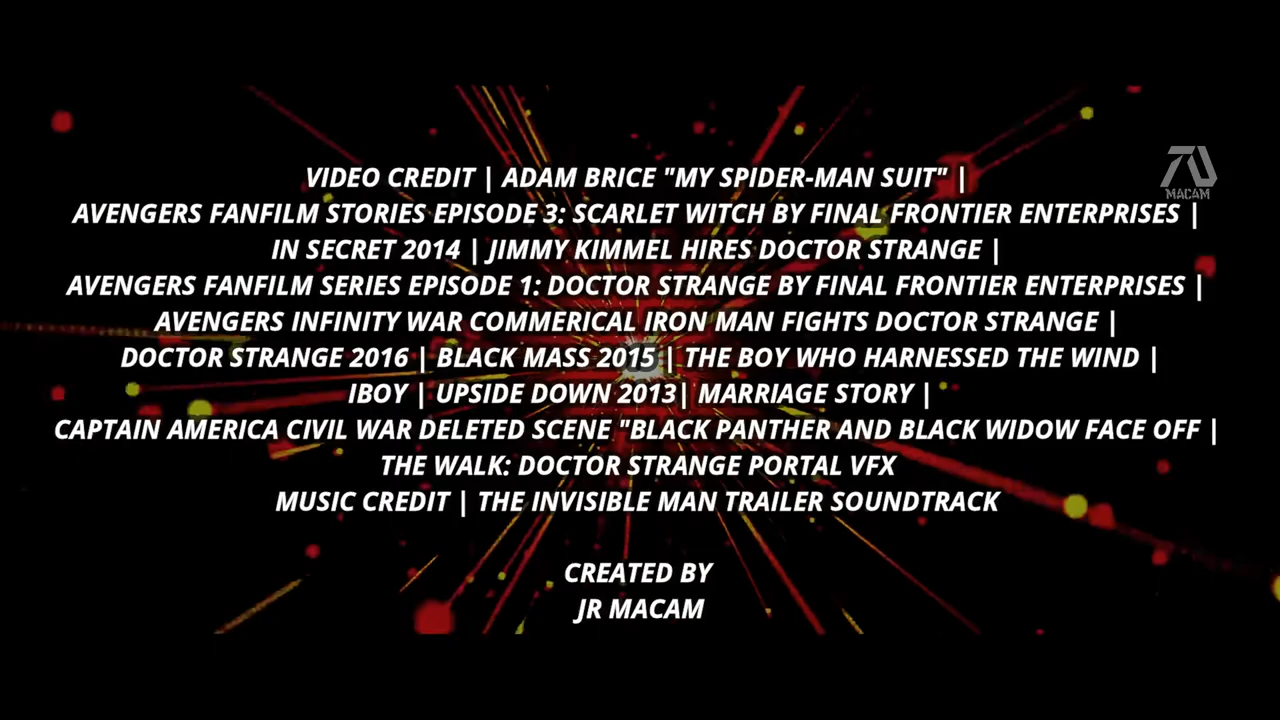 MACAM
VIDEO CREDIT | ADAM BRICE "MY SPIDER-MAN SUIT" |
AVENGERS FANFILM STORIES EPISODE 3: SCARLET WITCH BY FINAL FRONTIER ENTERPRISES |
IN SECRET 2014 | JIMMY KIMMEL HIRES DOCTOR STRANGE |
AVENGERS FANFILM SERIES EPISODE 1: DOCTOR STRANGE BY FINAL FRONTIER ENTERPRISES |
AVENGERS INFINITY WAR COMMERICAL IRON MAN FIGHTS DOCTOR STRANGE |
DOCTOR STRANGE 2016 | BLACK MASS 2015 | THE BOY WHO HARNESSED THE WIND |
IBOY | UPSIDE DOWN 2013| MARRIAGE STORY |
CAPTAIN AMERICA CIVIL WAR DELETED SCENE "BLACK PANTHER AND BLACK WIDOW FACE OFF |
THE WALK: DOCTOR STRANGE PORTAL VFX
MUSIC CREDIT | THE INVISIBLE MAN TRAILER SOUNDTRACK
CREATED BY
JR MACAM